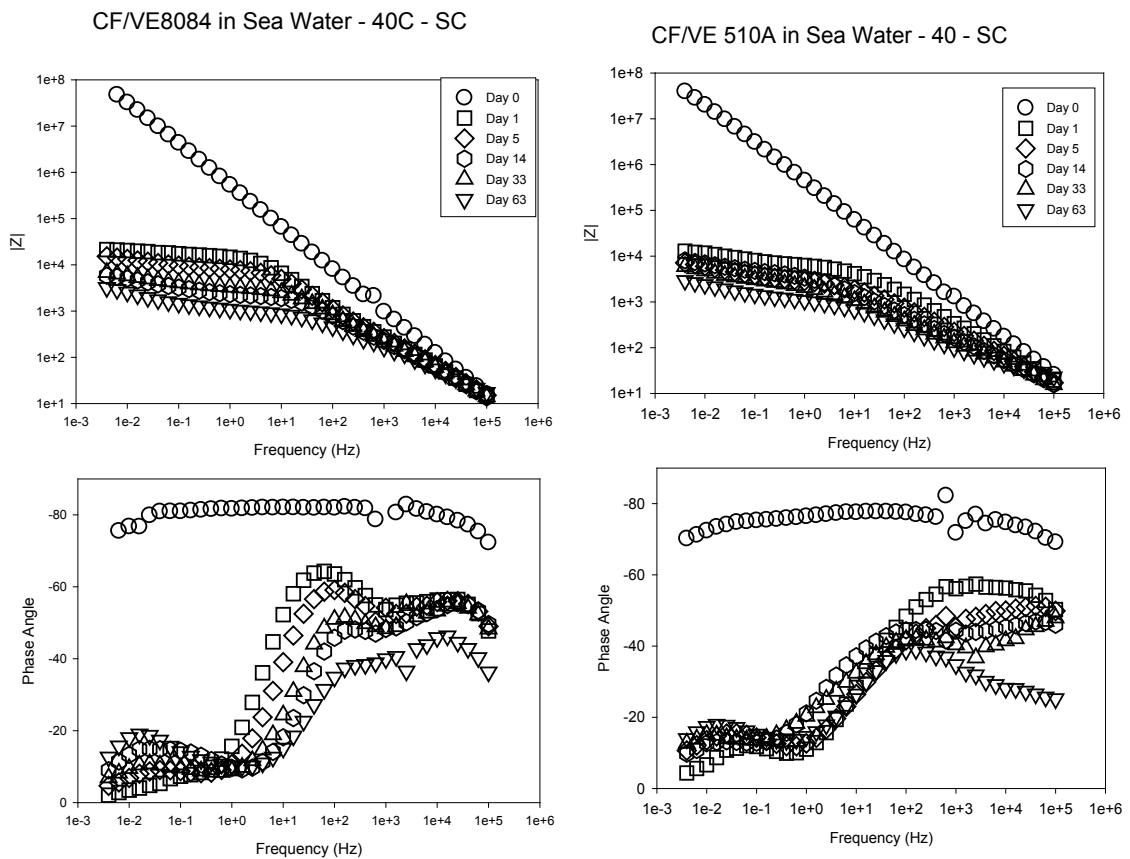 CF/VE8084 in Sea Water - 40C - SC
CF/VE 510A in Sea Water - 40 - SC
1e+8
1e+7
1e+6
1e+5
1e+4
1e+3
1e+2
1e+1
|Z|
Day 0
Day 1
Day 5
Day 14
Day 33
Day 63
1e-3 1e-2 1e-1 1e+0 1e+1 1e+2 1e+3 1e+4 1e+5 1e+6
Frequency (Hz)
1e+8
1e+7
1e+6
1e+5
1e+4
1e+3
1e+2
1e+1
|Z|
Day 0
Day 1
Day 5
Day 14
Day 33
Day 63
1e-3 1e-2 1e-1 1e+0 1e+1 1e+2 1e+3 1e+4 1e+5 1e+6
Frequency (Hz)
-80
-60
-40
-20
0
Phase Angle
1e-3 1e-2 1e-1 1e+0 1e+1 1e+2 1e+3 1e+4 1e+5 1e+6
Frequency (Hz)
-80
-60
-40
-20
0
Phase Angle
1e-3 1e-2 1e-1 1e+0 1e+1 1e+2 1e+3 1e+4 1e+5 1e+6
Frequency (Hz)